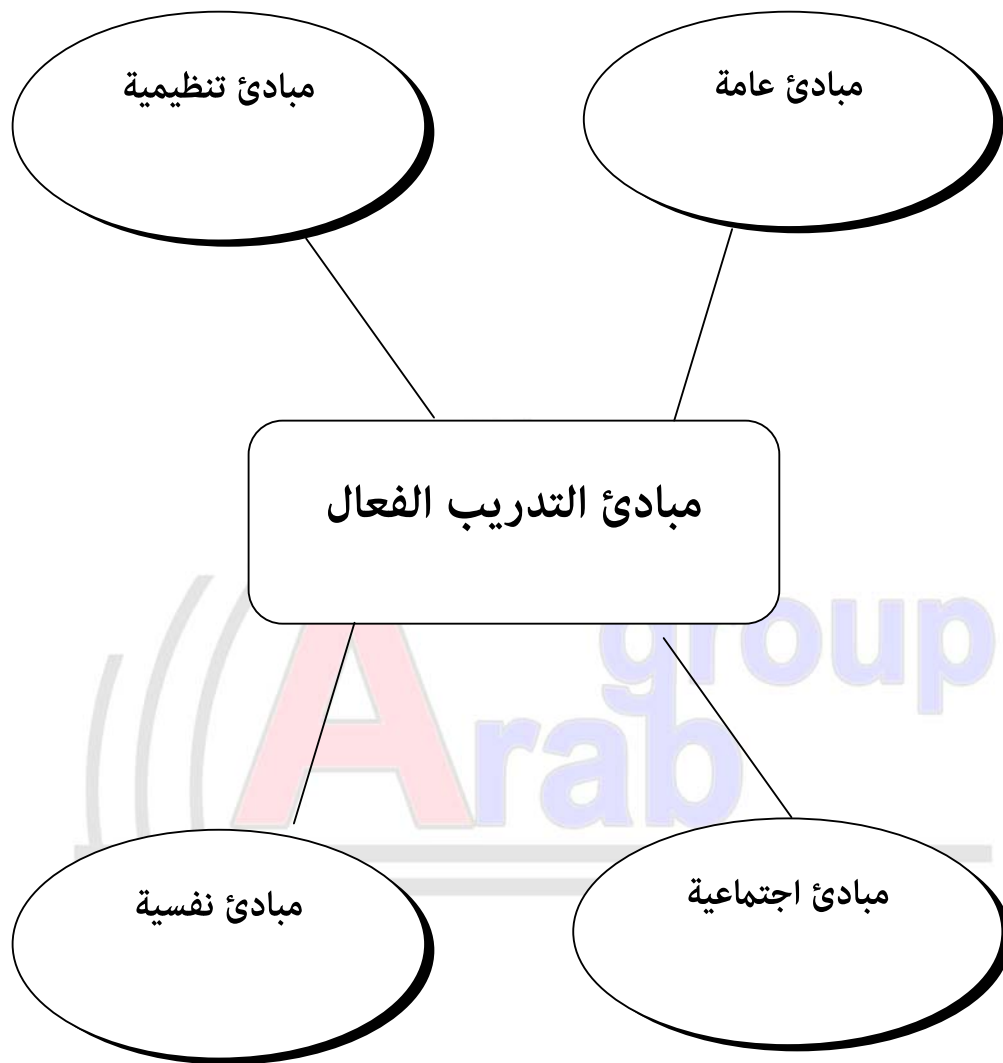 مبادئ عامة
مبادئ تنظيمية
مبادئ التدريب الفعال
group
Arab
مبادئ اجتماعية
مبادئ نفسية